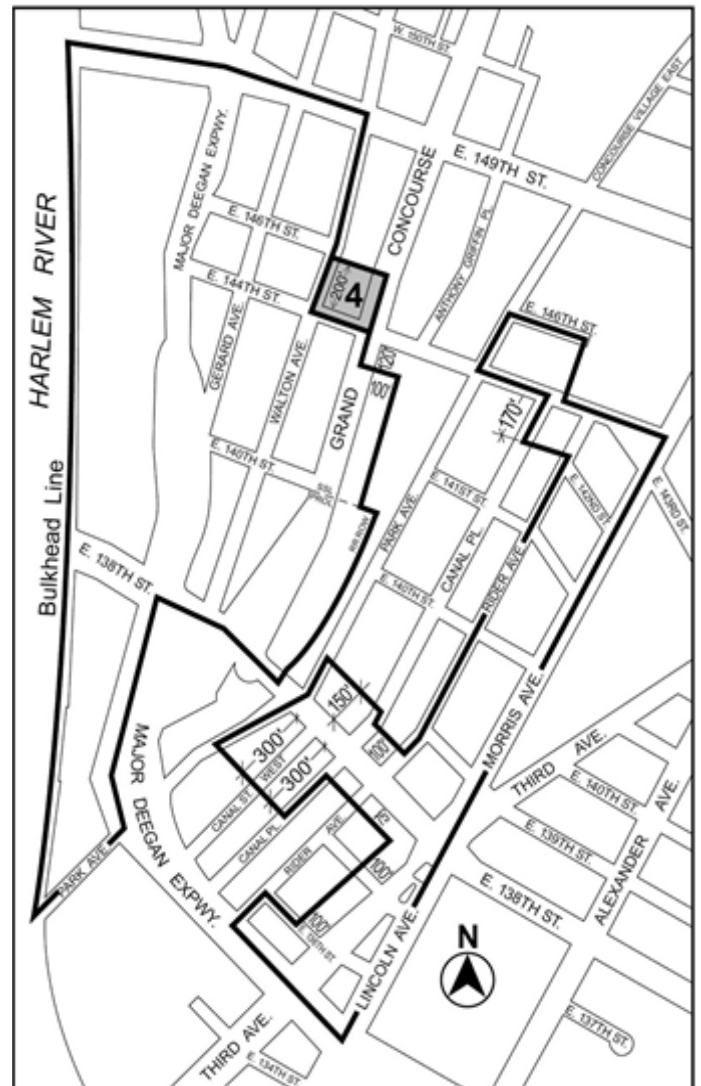 W. 150TH ST.
CONCOURSE VILLAGE EAST
MAJOR DEEGAN EXPWY.
E. 149TH ST.
CONCOURSE
HARLEM RIVER
E. 146TH ST.
ANTHONY GRIFFIN PL.
E. 144TH ST.
200'
4
E. 146TH ST.
GERARD AVE.
WALTON AVE.
120'
100'
GRAND
170'
E. 140TH ST.
PARK AVE.
E. 141ST ST.
E. 142ND ST.
E. 143RD ST.
Bulkhead Line
CANAL PL.
RIDER AVE.
E. 138TH ST.
E. 140TH ST.
150'
MORRIS AVE.
MAJOR DEEGAN EXPWY.
300'
300'
100'
CANAL ST. WEST
THIRD AVE.
E. 140TH ST.
CANAL PL.
RIDER AVE
75'
E. 139TH ST.
ALEXANDER AVE.
PARK AVE.
100'
E. 138TH ST.
100'
LINCOLN AVE.
N
THIRD AVE.
E. 137TH ST.
E. 134TH ST.